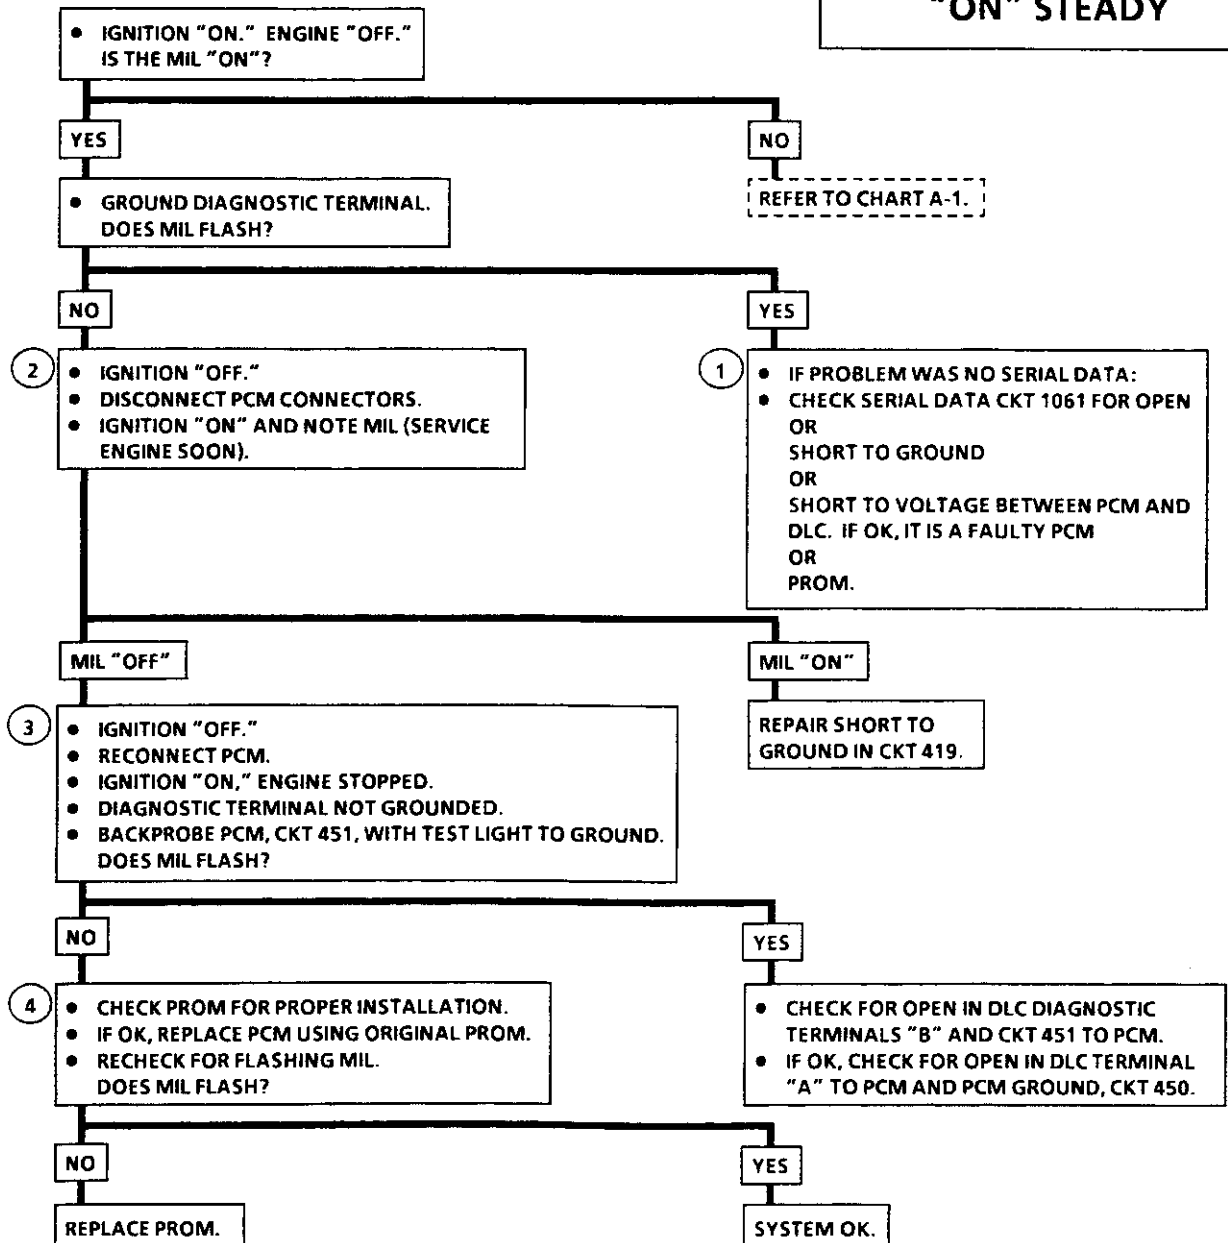 "ON" STEADY
• IGNITION "ON." ENGINE "OFF."
IS THE MIL "ON"?
YES
NO
• GROUND DIAGNOSTIC TERMINAL.
DOES MIL FLASH?
REFER TO CHART A-1.
NO
YES
2
• IGNITION "OFF."
• DISCONNECT PCM CONNECTORS.
• IGNITION "ON" AND NOTE MIL (SERVICE
ENGINE SOON).
1
• IF PROBLEM WAS NO SERIAL DATA:
• CHECK SERIAL DATA CKT 1061 FOR OPEN
OR
SHORT TO GROUND
OR
SHORT TO VOLTAGE BETWEEN PCM AND
DLC. IF OK, IT IS A FAULTY PCM
OR
PROM.
MIL "OFF"
MIL "ON"
3
• IGNITION "OFF."
• RECONNECT PCM.
• IGNITION "ON," ENGINE STOPPED.
• DIAGNOSTIC TERMINAL NOT GROUNDED.
• BACKPROBE PCM, CKT 451, WITH TEST LIGHT TO GROUND.
DOES MIL FLASH?
REPAIR SHORT TO
GROUND IN CKT 419.
NO
YES
4
• CHECK PROM FOR PROPER INSTALLATION.
• IF OK, REPLACE PCM USING ORIGINAL PROM.
• RECHECK FOR FLASHING MIL.
DOES MIL FLASH?
• CHECK FOR OPEN IN DLC DIAGNOSTIC
TERMINALS "B" AND CKT 451 TO PCM.
• IF OK, CHECK FOR OPEN IN DLC TERMINAL
"A" TO PCM AND PCM GROUND, CKT 450.
NO
YES
REPLACE PROM.
SYSTEM OK.